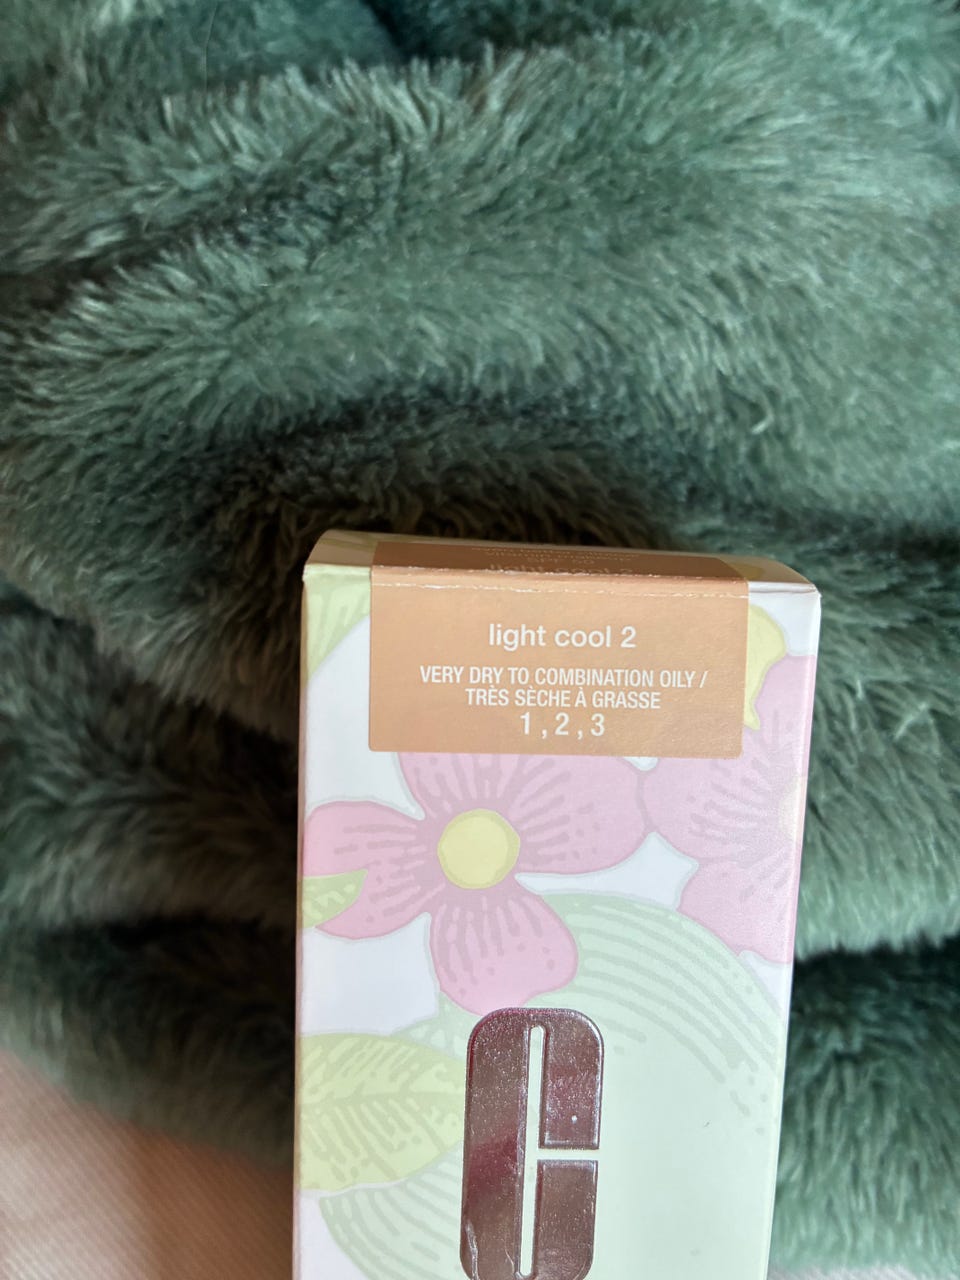 light cool 2
VERY DRY TO COMBINATION OILY /
TRÈS SÈCHE À GRASSE
1 , 2 , 3
C